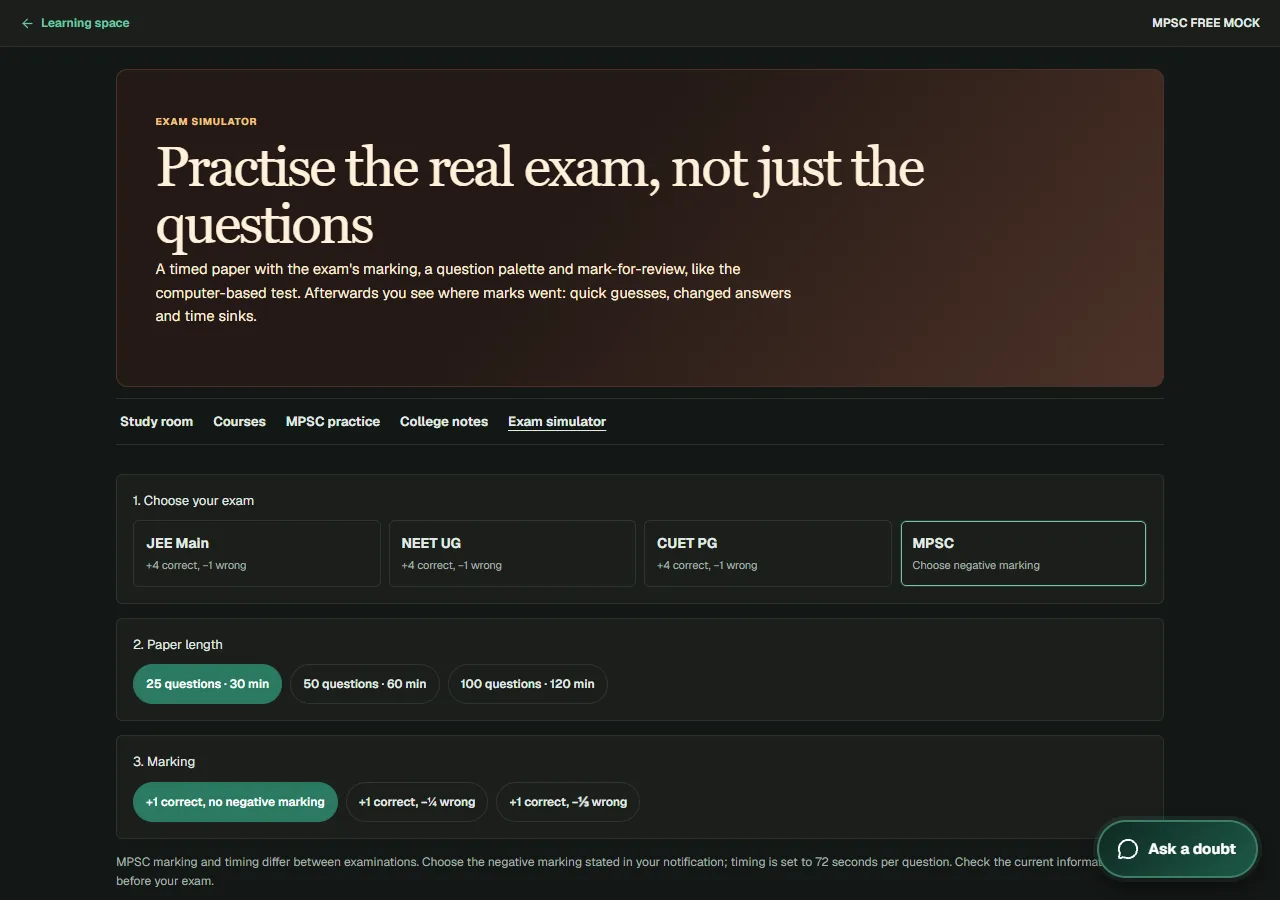 Learning space
MPSC FREE MOCK
EXAM SIMULATOR
Practise the real exam, not just the
questions
A timed paper with the exam's marking, a question palette and mark-for-review, like the
computer-based test. Afterwards you see where marks went: quick guesses, changed answers
and time sinks.
Study room
Courses
MPSC practice
College notes
Exam simulator
1. Choose your exam
JEE Main
+4 correct, −1 wrong
NEET UG
+4 correct, −1 wrong
CUET PG
+4 correct, −1 wrong
MPSC
Choose negative marking
2. Paper length
25 questions · 30 min
50 questions · 60 min
100 questions · 120 min
3. Marking
+1 correct, no negative marking
+1 correct, −¼ wrong
+1 correct, −⅓ wrong
MPSC marking and timing differ between examinations. Choose the negative marking stated in your notification; timing is set to 72 seconds per question. Check the current
before your exam.
Ask a doubt